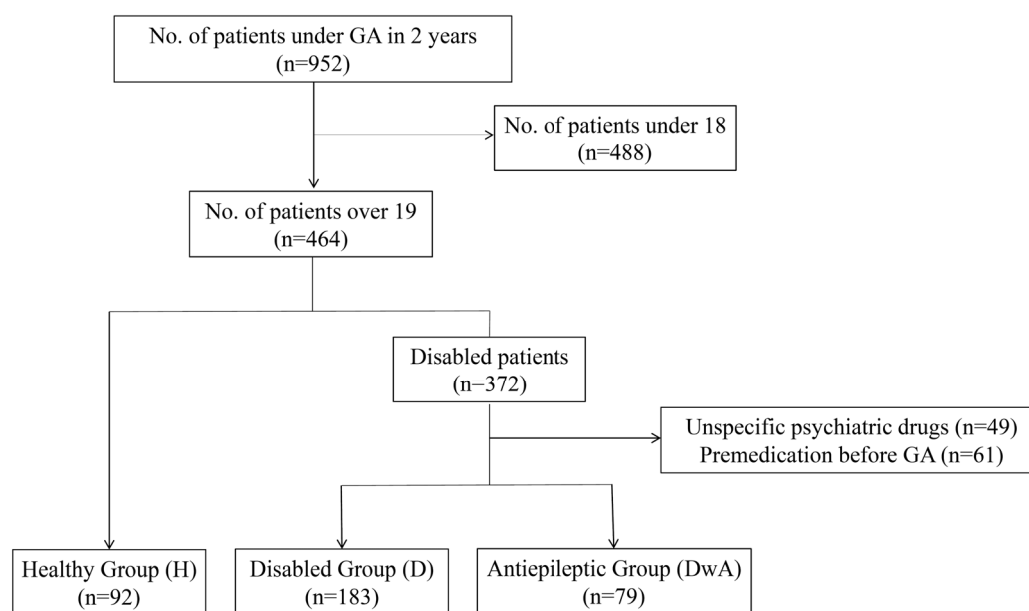 No. of patients under GA in 2 years
(n=952)
No. of patients under 18
(n=488)
No. of patients over 19
(n=464)
Disabled patients
(n−372)
Unspecific psychiatric drugs (n=49)
Premedication before GA (n=61)
Healthy Group (H)
(n=92)
Disabled Group (D)
(n=183)
Antiepileptic Group (DwA)
(n=79)